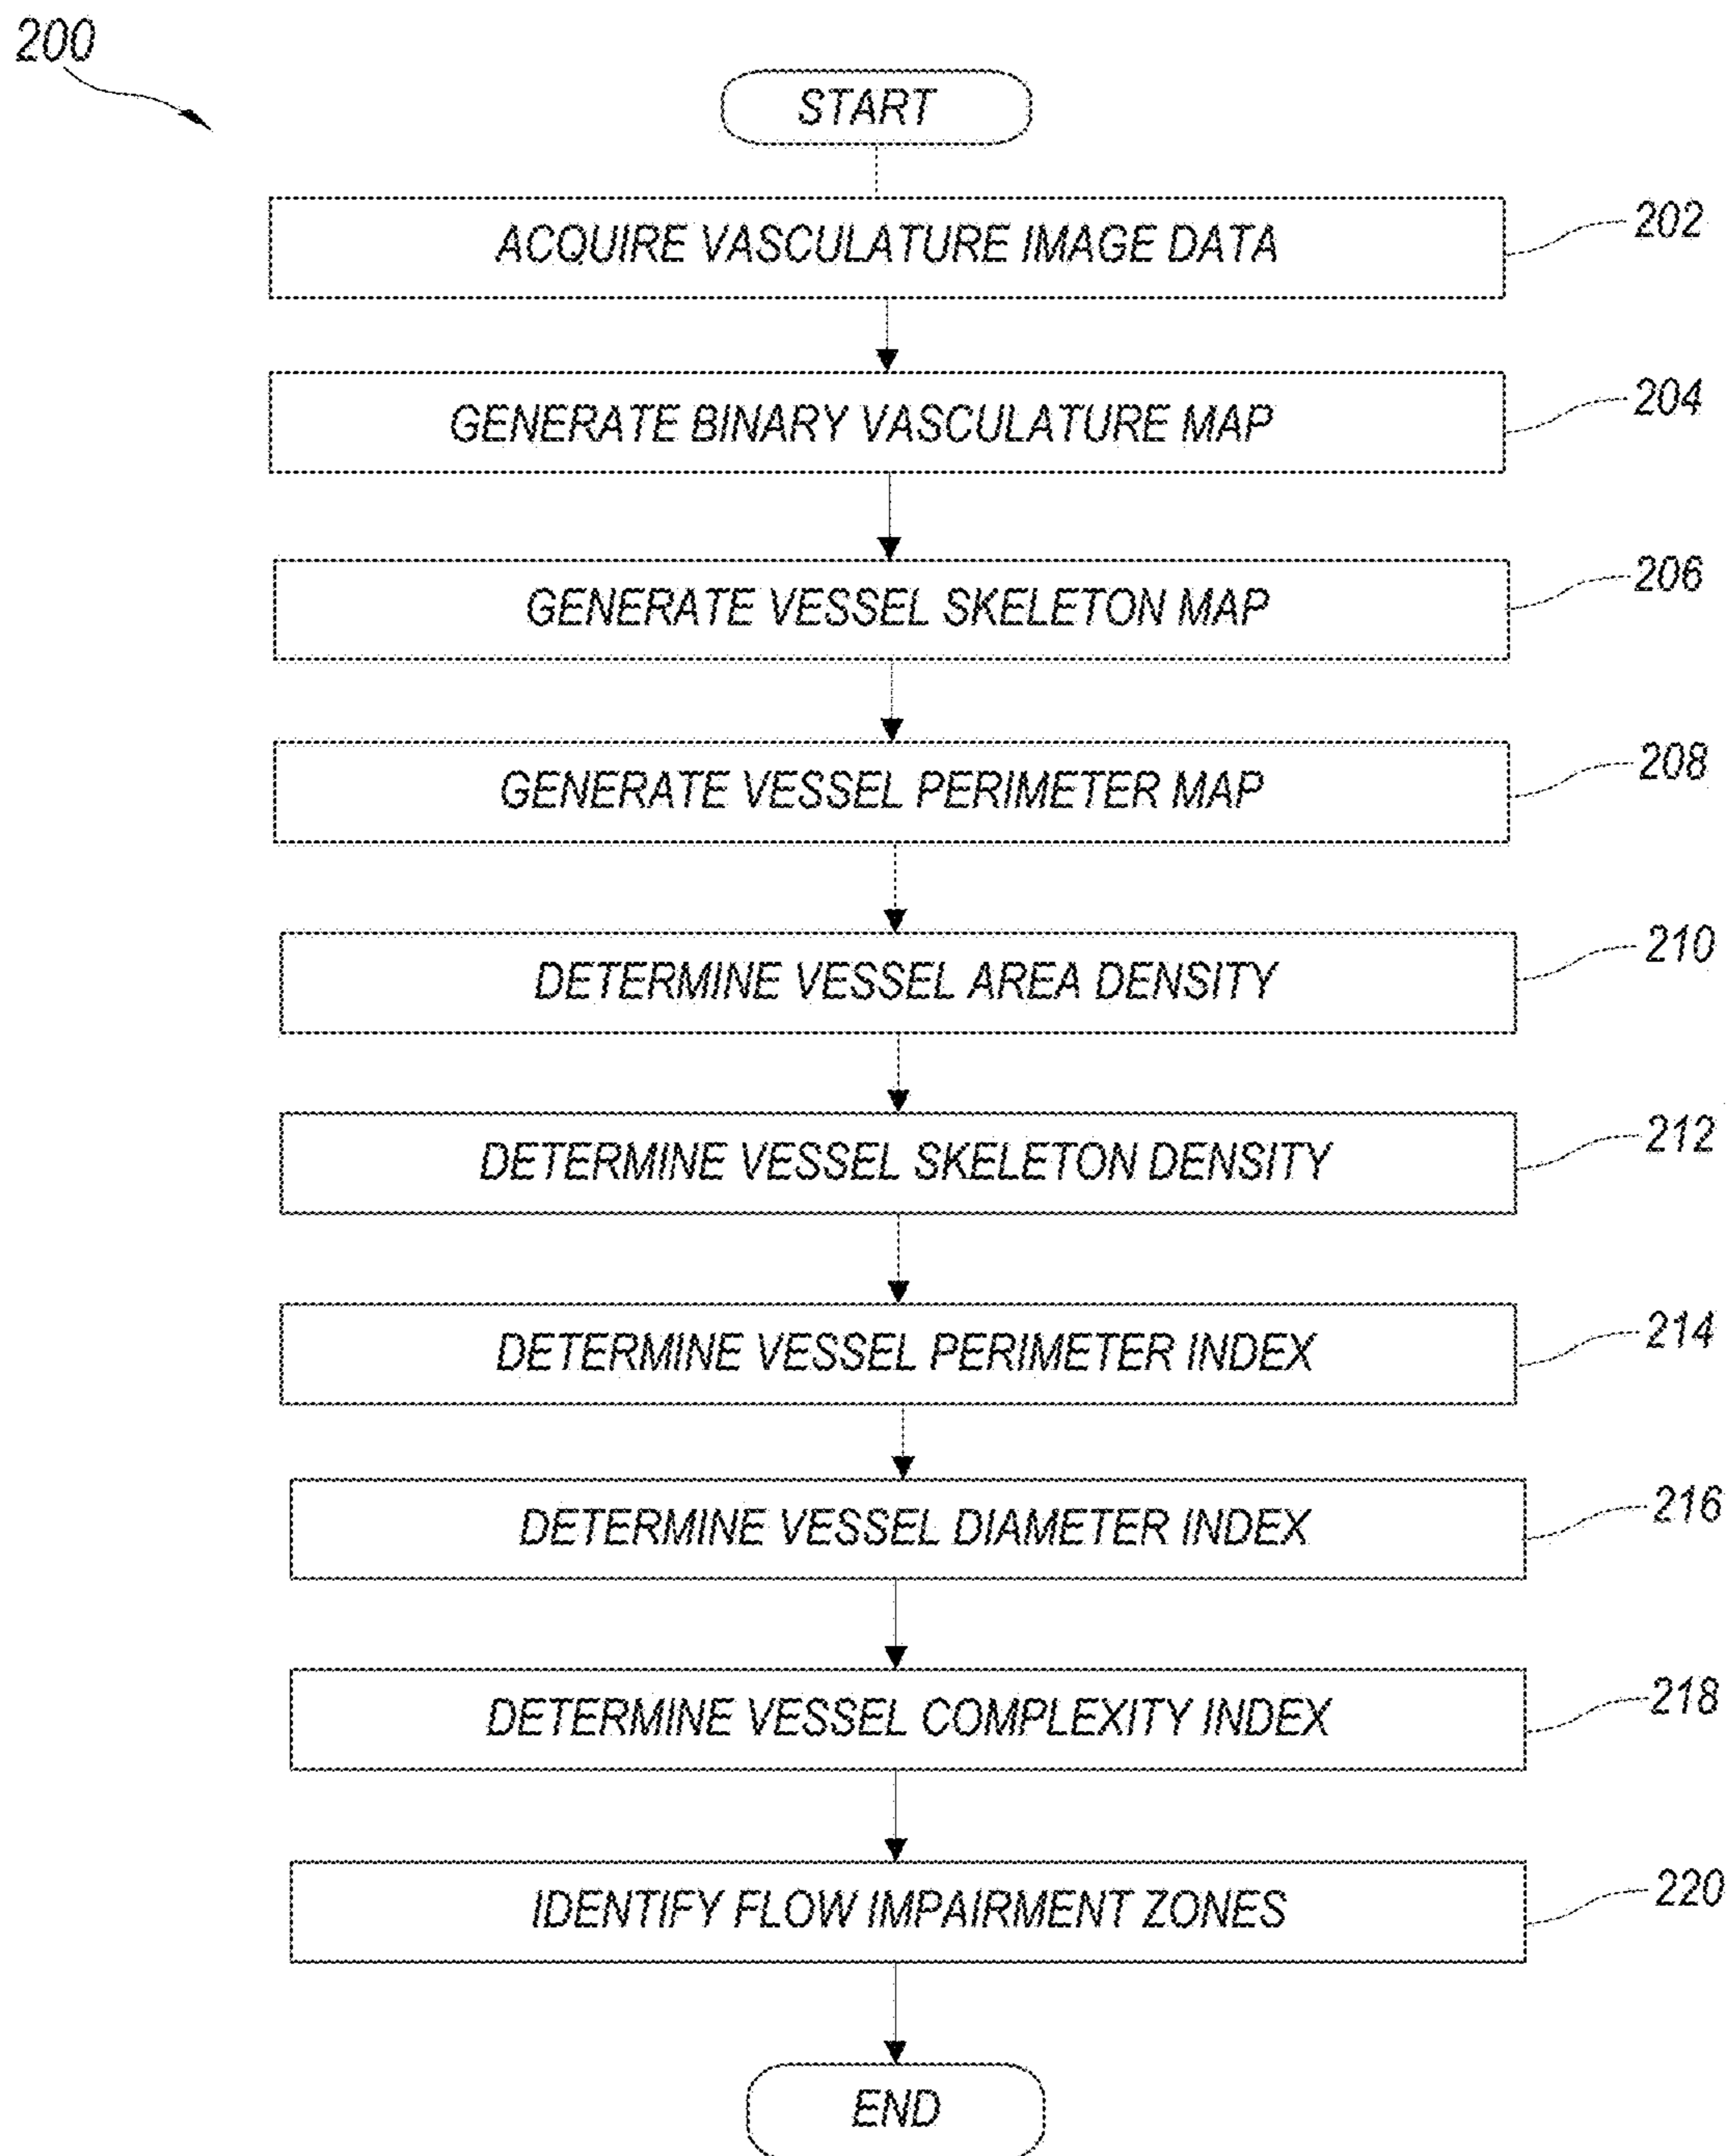 200
START
ACQUIRE VASCULATURE IMAGE DATA
202
GENERATE BINARY VASCULATURE MAP
204
GENERATE VESSEL SKELETON MAP
206
GENERATE VESSEL PERIMETER MAP
208
DETERMINE VESSEL AREA DENSITY
210
DETERMINE VESSEL SKELETON DENSITY
212
DETERMINE VESSEL PERIMETER INDEX
214
DETERMINE VESSEL DIAMETER INDEX
216
DETERMINE VESSEL COMPLEXITY INDEX
218
IDENTIFY FLOW IMPAIRMENT ZONES
220
END